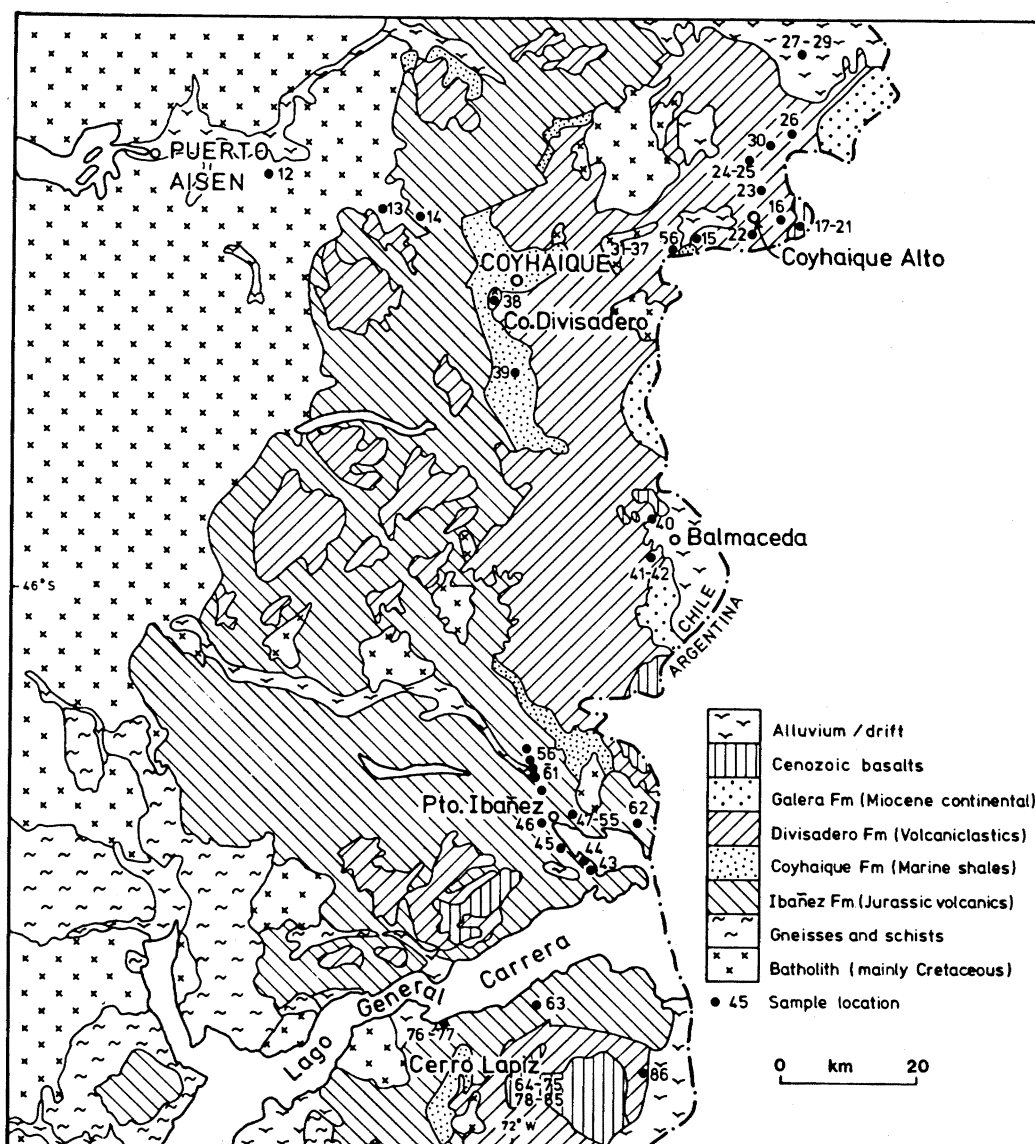 27-29
26
30
PUERTO
AISEN
12
24-25
23
13
14
16
17-21
22
15
56
31-37
COYHAIQUE
Coyhaique Alto
38
Co. Divisadero
39
40
Balmaceda
41-42
46°S
CHILE
ARGENTINA
Alluvium / drift
Cenozoic basalts
Galera Fm (Miocene continental)
Divisadero Fm (Volcaniclastics)
Coyhaique Fm (Marine shales)
Ibañez Fm (Jurassic volcanics)
Gneisses and schists
Batholith (mainly Cretaceous)
45 Sample location
0 km 20
56
61
Pto. Ibañez
46
47-55
62
45
44
43
Lago General Carrera
63
76-77
Cerro Lapiz
64-75
78-85
86
72°W